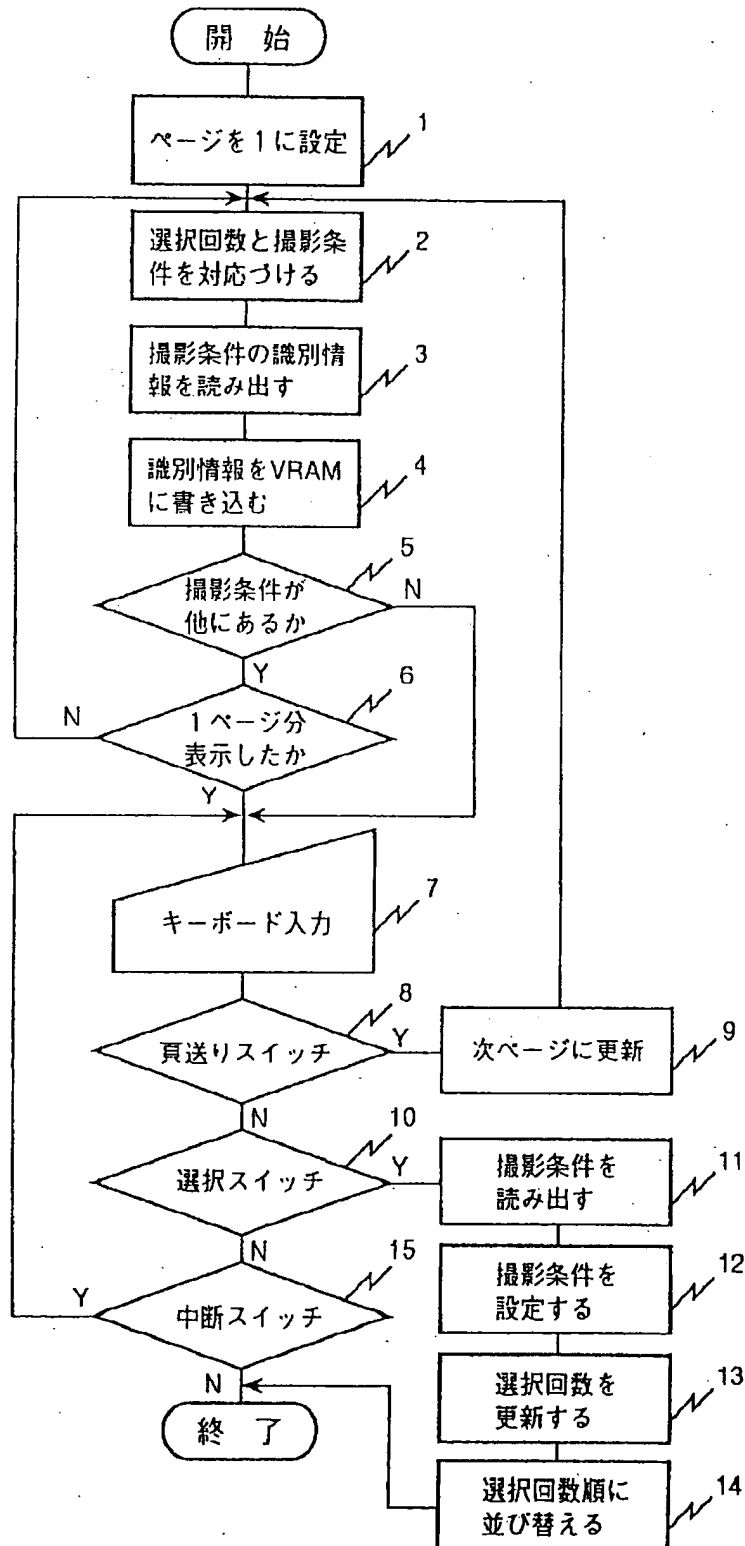 開 始
ページを1に設定
1
選択回数と撮影条
件を対応づける
2
撮影条件の識別情
報を読み出す
3
識別情報をVRAM
に書き込む
4
撮影条件が
他にあるか
5
N
Y
1ページ分
表示したか
6
N
Y
キーボード入力
7
頁送りスイッチ
8
Y
次ページに更新
9
N
選択スイッチ
10
Y
撮影条件を
読み出す
11
N
撮影条件を
設定する
12
中断スイッチ
15
Y
選択回数を
更新する
13
N
終 了
選択回数順に
並び替える
14